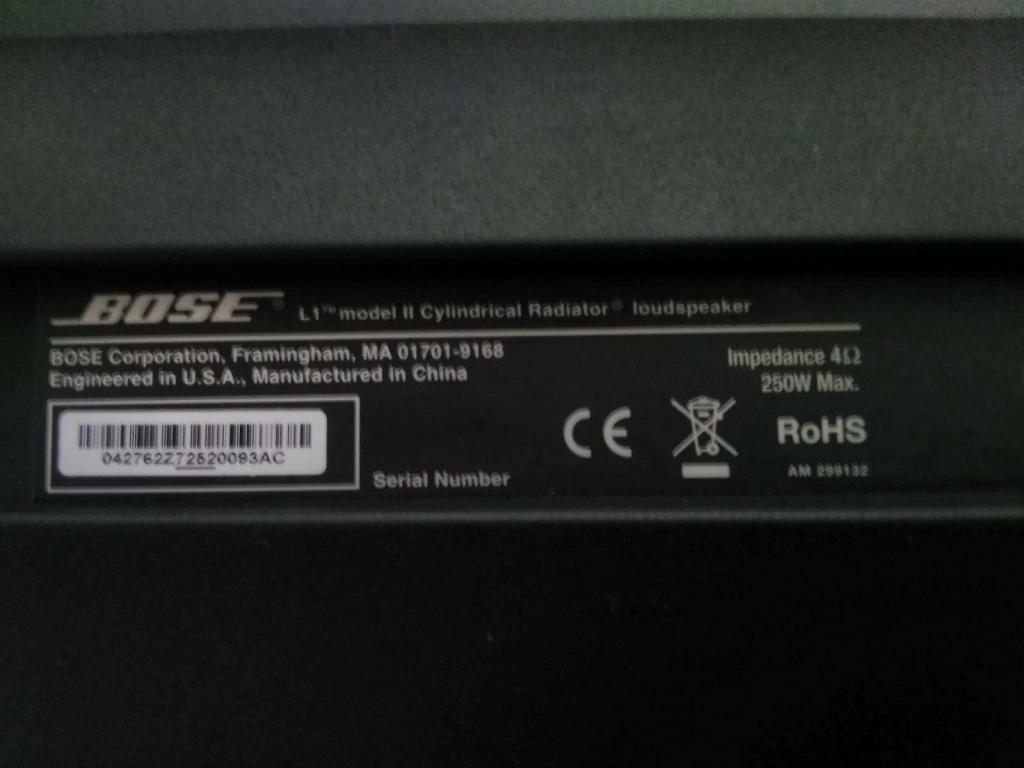 BOSE® L1™ model II Cylindrical Radiator® loudspeaker
BOSE Corporation, Framingham, MA 01701-9168
Engineered in U.S.A., Manufactured in China
Impedance 4Ω
250W Max.
042762Z72520093AC
Serial Number
CE
RoHS
AM 299132